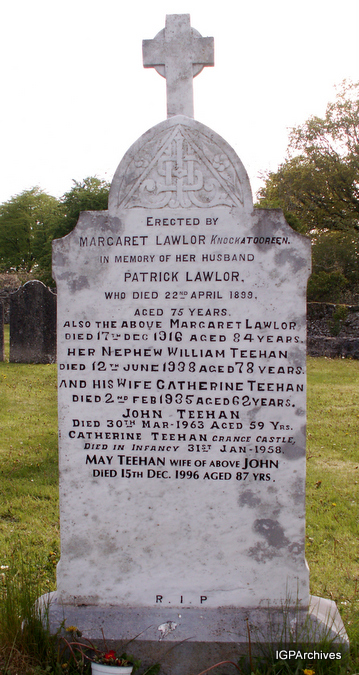 ERECTED BY
MARGARET LAWLOR KNOCKATOOREEN.
IN MEMORY OF HER HUSBAND
PATRICK LAWLOR.
WHO DIED 22ND APRIL 1899.
AGED 75 YEARS.
ALSO THE ABOVE MARGARET LAWLOR
DIED 17TH DEC 1916 AGED 84 YEARS.
HER NEPHEW WILLIAM TEEHAN
DIED 12TH JUNE 1938 AGED 78 YEARS.
AND HIS WIFE CATHERINE TEEHAN
DIED 2ND FEB 1935 AGED 62 YEARS.
JOHN TEEHAN
DIED 30TH MAR-1963 AGED 59 YRS.
CATHERINE TEEHAN GRANGE CASTLE.
DIED IN INFANCY 31ST JAN-1958.
MAY TEEHAN WIFE OF ABOVE JOHN
DIED 15TH DEC. 1996 AGED 87 YRS.
R.I.P
IGPArchives